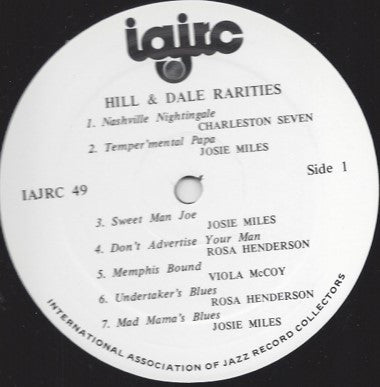 iajrc
HILL & DALE RARITIES
1. Nashville Nightingale
CHARLESTON SEVEN
2. Temper'mental Papa
JOSIE MILES
Side 1
IAJRC 49
3. Sweet Man Joe
JOSIE MILES
4. Don't Advertise Your Man
ROSA HENDERSON
5. Memphis Bound
VIOLA McCOY
6. Undertaker's Blues
ROSA HENDERSON
7. Mad Mama's Blues
JOSIE MILES
INTERNATIONAL ASSOCIATION OF JAZZ RECORD COLLECTORS